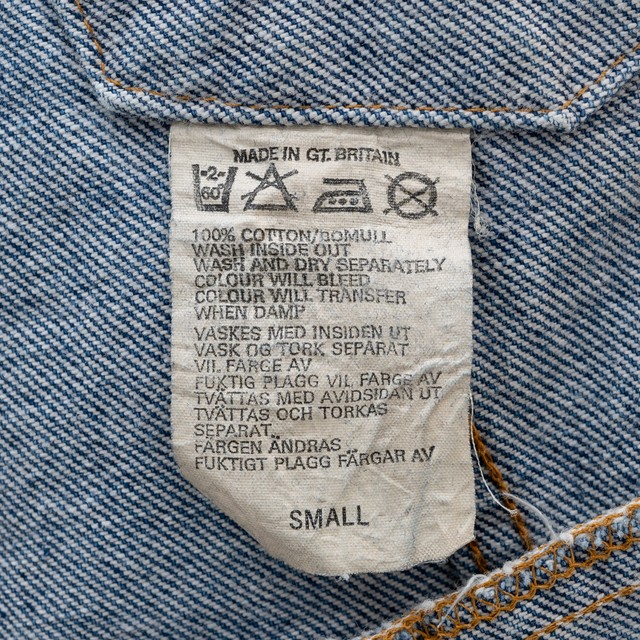 MADE IN GT. BRITAIN
-2-
60°
100% COTTON/BOMULL
WASH INSIDE OUT
WASH AND DRY SEPARATELY
COLOUR WILL BLEED
COLOUR WILL TRANSFER
WHEN DAMP
VASKES MED INSIDEN UT
VASK OG TORK SEPARAT
VIL FARGE AV
FUKTIG PLAGG VIL FARGE AV
TVÄTTAS MED AVIDSIDAN UT
TVÄTTAS OCH TORKAS
SEPARAT.
FÄRGEN ÄNDRAS
FUKTIGT PLAGG FÄRGAR AV
SMALL